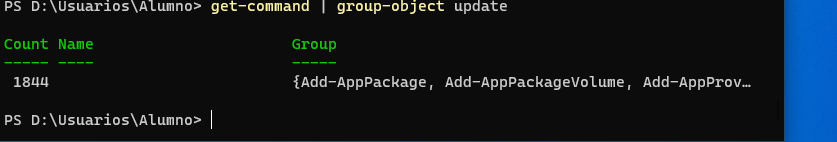 PS D:\Usuarios\Alumno> get-command | group-object update
Count Name                      Group
----- ----                      -----
 1844                           {Add-AppPackage, Add-AppPackageVolume, Add-AppProv…
PS D:\Usuarios\Alumno>